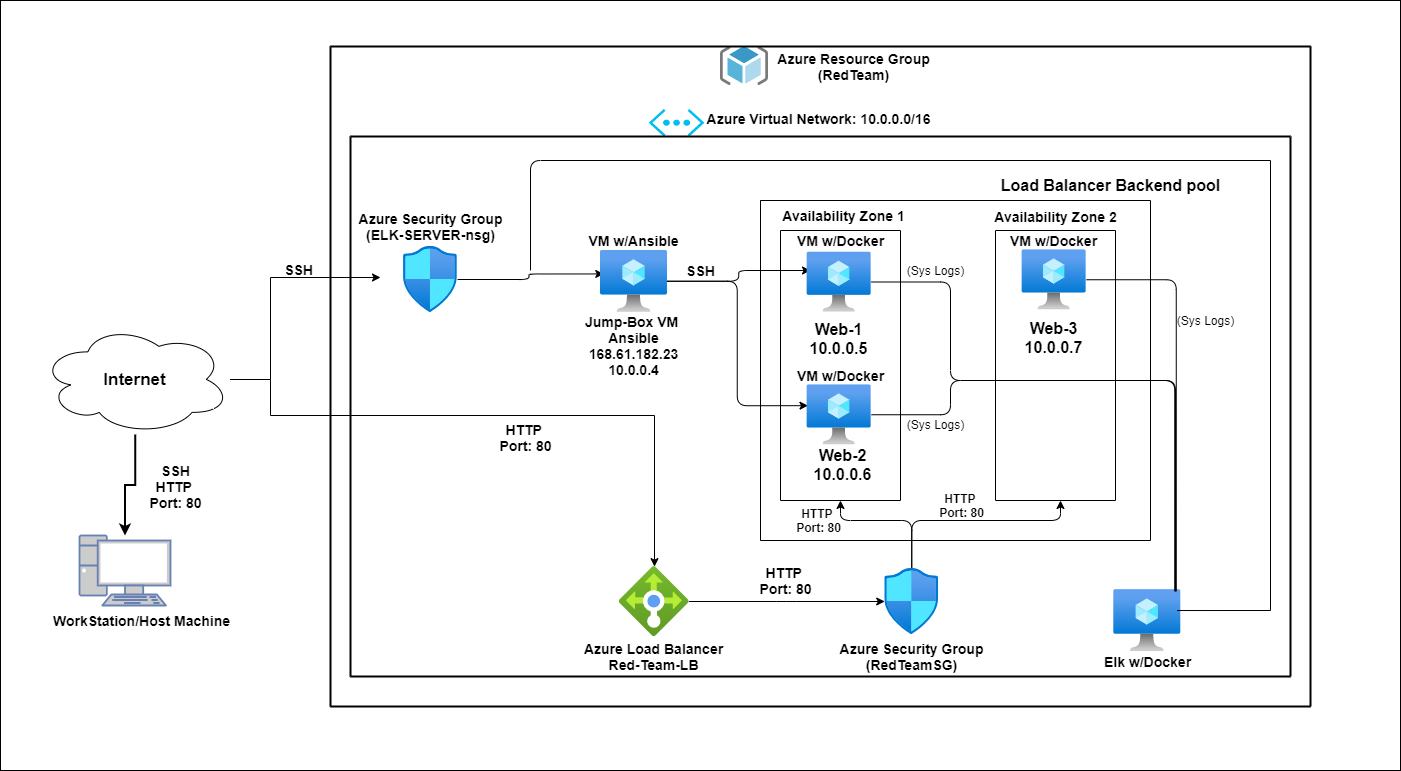 Azure Resource Group
(RedTeam)
Azure Virtual Network: 10.0.0.0/16
Load Balancer Backend pool
Azure Security Group
(ELK-SERVER-nsg)
Availability Zone 1
Availability Zone 2
VM w/Ansible
VM w/Docker
VM w/Docker
SSH
SSH
(Sys Logs)
Jump-Box VM
Ansible
168.61.182.23
10.0.0.4
Web-1
10.0.0.5
Web-3
10.0.0.7
(Sys Logs)
Internet
VM w/Docker
(Sys Logs)
HTTP
Port: 80
Web-2
10.0.0.6
SSH
HTTP
Port: 80
HTTP
Port: 80
HTTP
Port: 80
HTTP
Port: 80
WorkStation/Host Machine
Azure Load Balancer
Red-Team-LB
Azure Security Group
(RedTeamSG)
Elk w/Docker